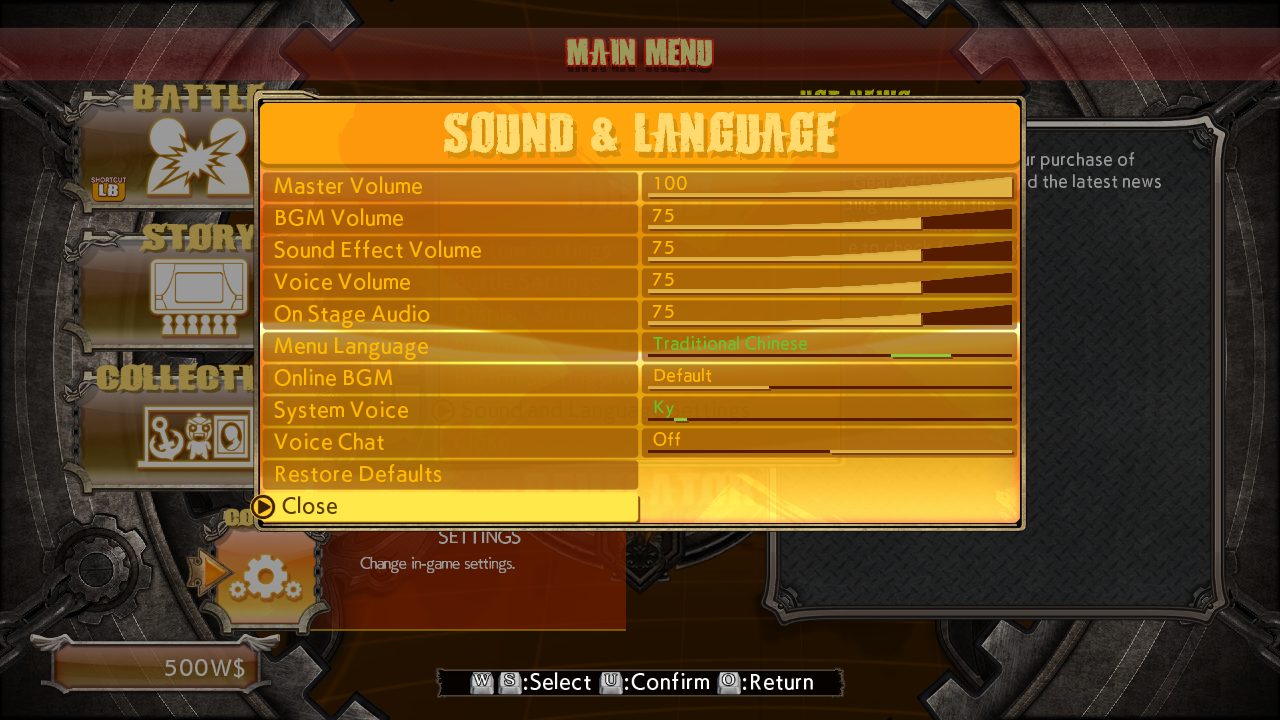 MAIN MENU
BATTLE
SHORTCUT
LB
STORY
COLLECTI
SOUND & LANGUAGE
Master Volume 100
BGM Volume 75
Sound Effect Volume 75
Voice Volume 75
On Stage Audio 75
Menu Language Traditional Chinese
Online BGM Default
System Voice Ky
Voice Chat Off
Restore Defaults
Close
ur purchase of
d the latest news
CO
SETTINGS
Change in-game settings.
500W$
W S:Select U:Confirm O:Return